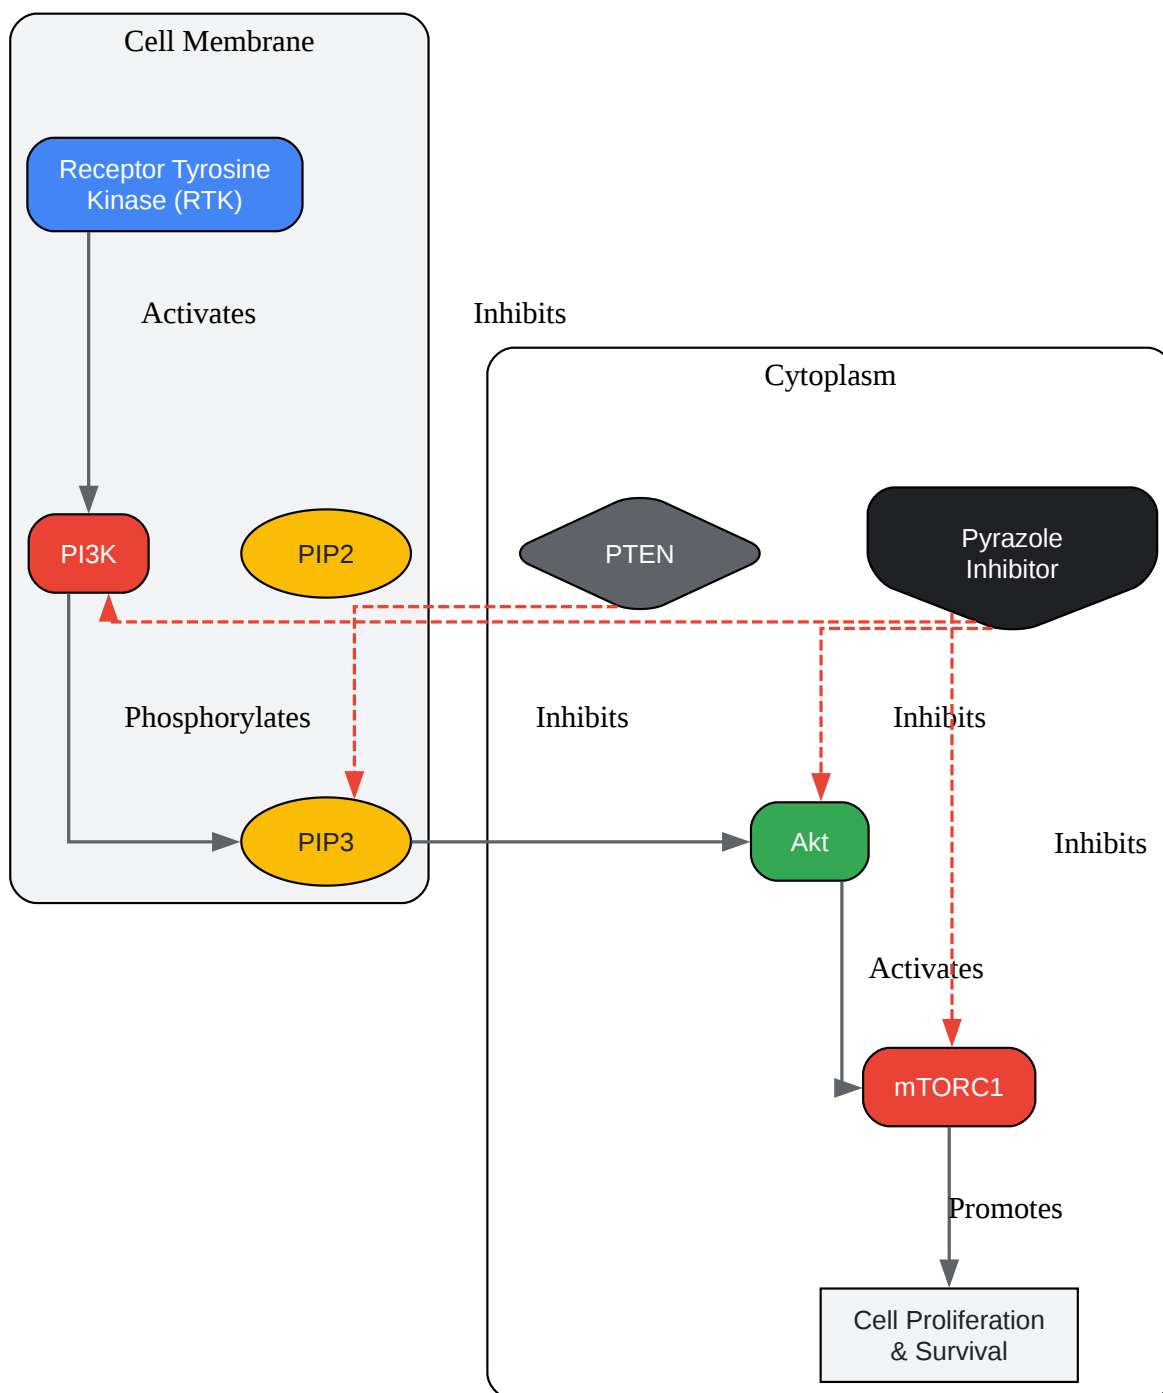 Cell Membrane
Receptor Tyrosine
Kinase (RTK)
Activates
Inhibits
Cytoplasm
PI3K
PIP2
PTEN
Pyrazole
Inhibitor
Phosphorylates
Inhibits
Inhibits
PIP3
Akt
Inhibits
Activates
mTORC1
Promotes
Cell Proliferation
& Survival